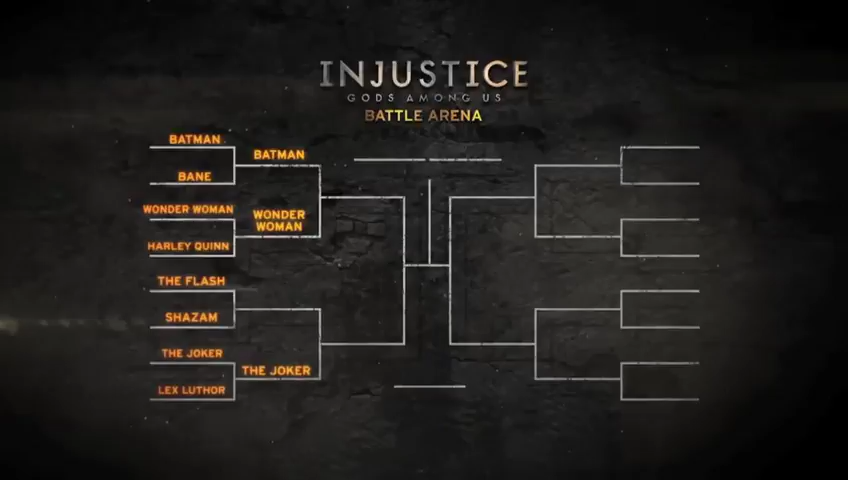 INJUSTICE
GODS AMONG US
BATTLE ARENA
BATMAN
BANE
WONDER WOMAN
HARLEY QUINN
THE FLASH
SHAZAM
THE JOKER
LEX LUTHOR
BATMAN
WONDER
WOMAN
THE JOKER